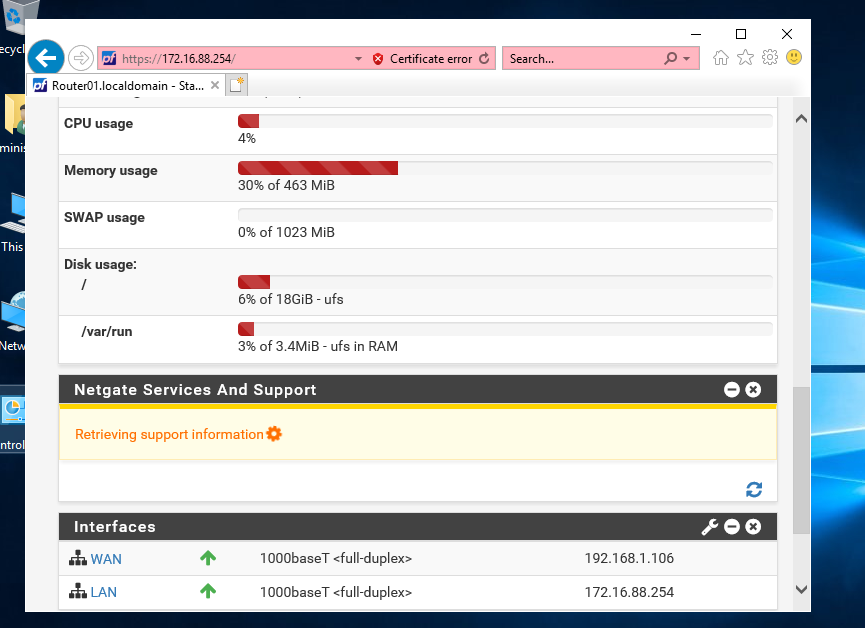 ecycl
minis
This
Netw
ntrol
pf https://172.16.88.254/ Certificate error Search...
pf Router01.localdomain - Sta...
CPU usage
4%
Memory usage
30% of 463 MiB
SWAP usage
0% of 1023 MiB
Disk usage:
/
6% of 18GiB - ufs
/var/run
3% of 3.4MiB - ufs in RAM
Netgate Services And Support
Retrieving support information
Interfaces
WAN 1000baseT <full-duplex> 192.168.1.106
LAN 1000baseT <full-duplex> 172.16.88.254